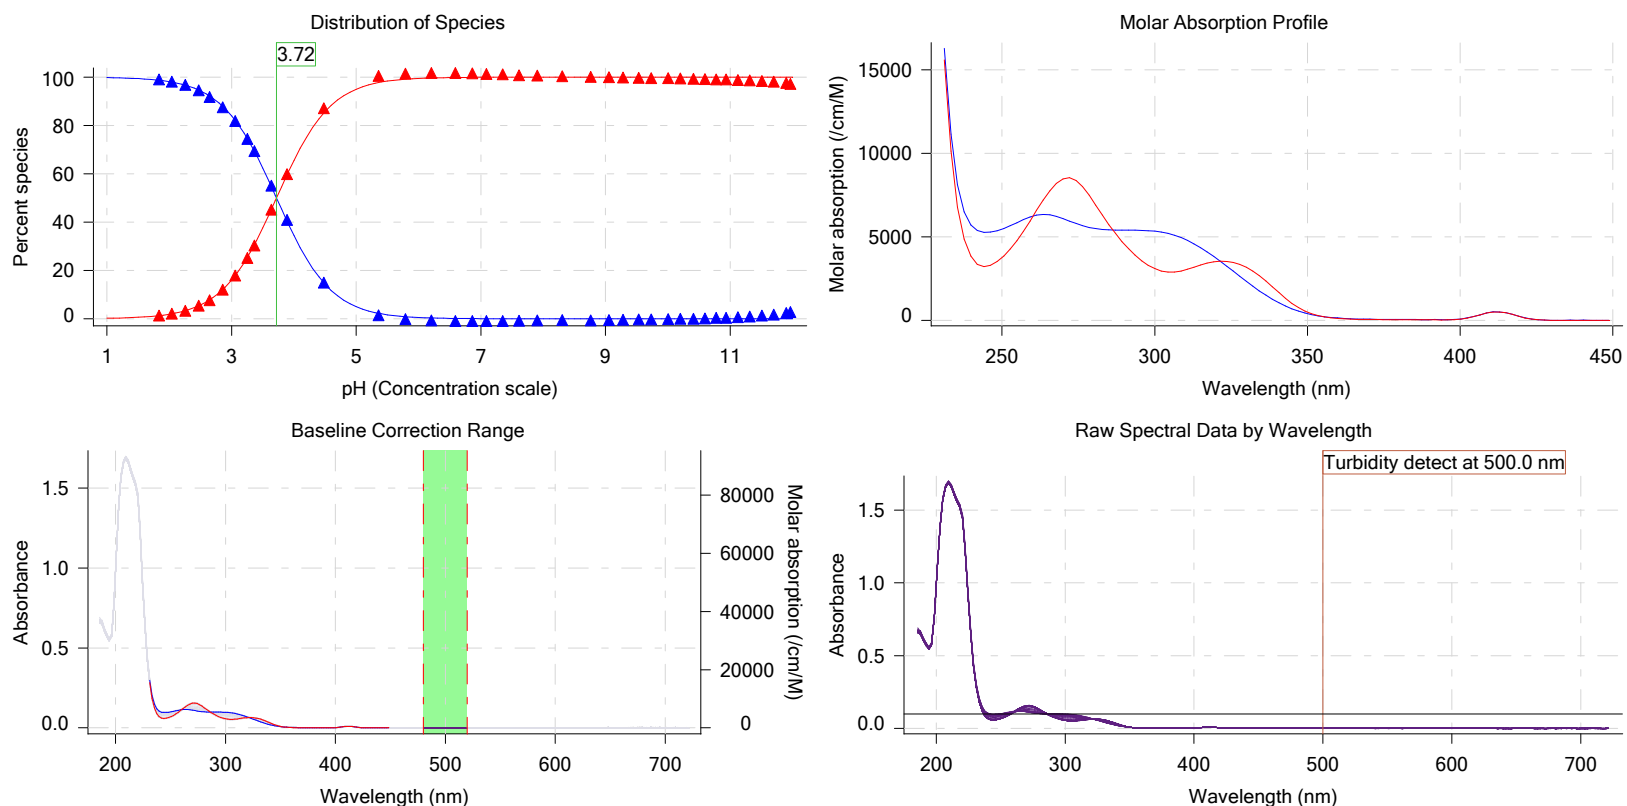 Distribution of Species
3.72
100
80
60
40
20
0
Percent species
1 3 5 7 9 11
pH (Concentration scale)
Molar Absorption Profile
15000
10000
5000
0
Molar absorption (/cm/M)
250 300 350 400 450
Wavelength (nm)
Baseline Correction Range
1.5
1.0
0.5
0.0
Absorbance
80000
60000
40000
20000
0
Molar absorption (/cm/M)
200 300 400 500 600 700
Wavelength (nm)
Raw Spectral Data by Wavelength
Turbidity detect at 500.0 nm
1.5
1.0
0.5
0.0
Absorbance
200 300 400 500 600 700
Wavelength (nm)